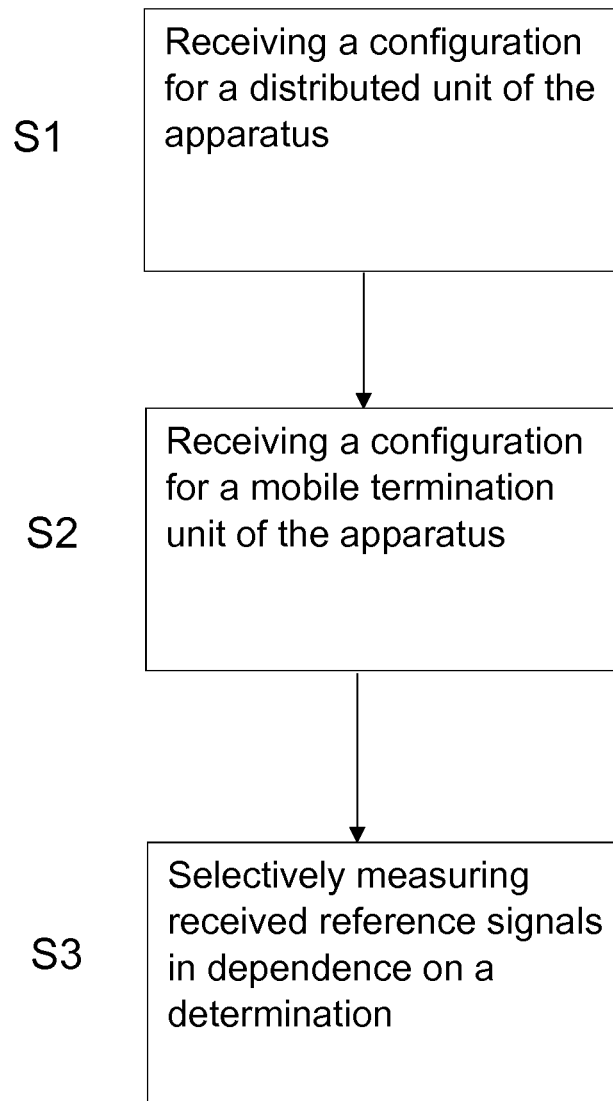 S1
Receiving a configuration
for a distributed unit of the
apparatus
S2
Receiving a configuration
for a mobile termination
unit of the apparatus
S3
Selectively measuring
received reference signals
in dependence on a
determination